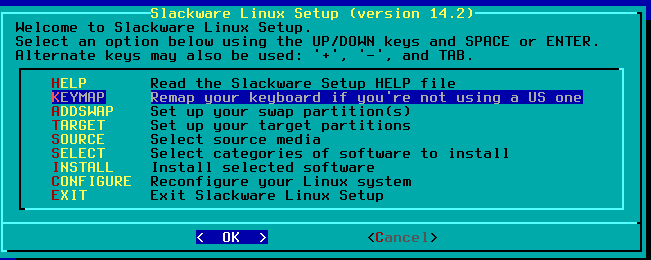 Slackware Linux Setup (version 14.2)
Welcome to Slackware Linux Setup.
Select an option below using the UP/DOWN keys and SPACE or ENTER.
Alternate keys may also be used: '+', '-', and TAB.
HELP Read the Slackware Setup HELP file
KEYMAP Remap your keyboard if you're not using a US one
ADDSWAP Set up your swap partition(s)
TARGET Set up your target partitions
SOURCE Select source media
SELECT Select categories of software to install
INSTALL Install selected software
CONFIGURE Reconfigure your Linux system
EXIT Exit Slackware Linux Setup
< OK > <Cancel>